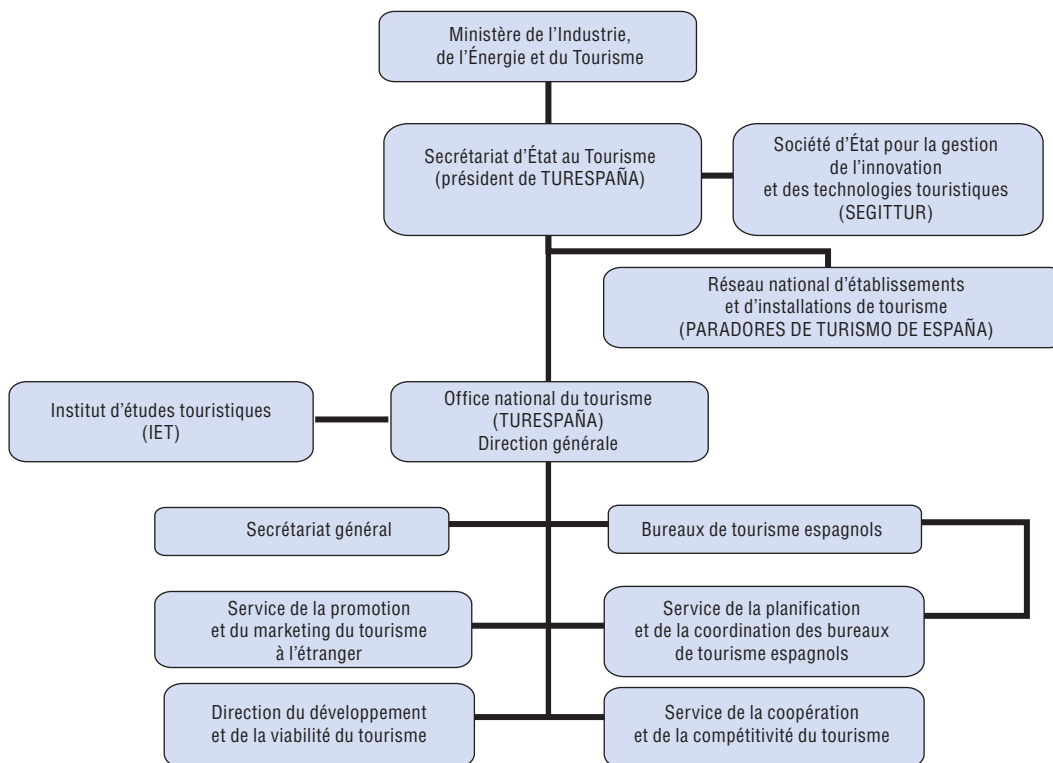 Ministère de l’Industrie,
de l’Énergie et du Tourisme
Secrétariat d’État au Tourisme
(président de TURESPAÑA)
Société d’État pour la gestion
de l’innovation
et des technologies touristiques
(SEGITTUR)
Réseau national d’établissements
et d’installations de tourisme
(PARADORES DE TURISMO DE ESPAÑA)
Institut d’études touristiques
(IET)
Office national du tourisme
(TURESPAÑA)
Direction générale
Secrétariat général
Bureaux de tourisme espagnols
Service de la promotion
et du marketing du tourisme
à l’étranger
Service de la planification
et de la coordination des bureaux
de tourisme espagnols
Direction du développement
et de la viabilité du tourisme
Service de la coopération
et de la compétitivité du tourisme